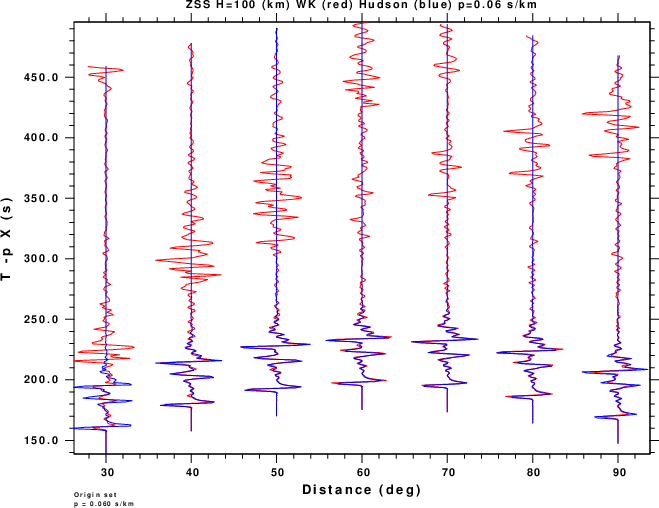 ZSS H=100 (km) WK (red) Hudson (blue) p=0.06 s/km
T -p X (s)
450.0
400.0
350.0
300.0
250.0
200.0
150.0
30 40 50 60 70 80 90
Distance (deg)
Origin set
p = 0.060 s/km